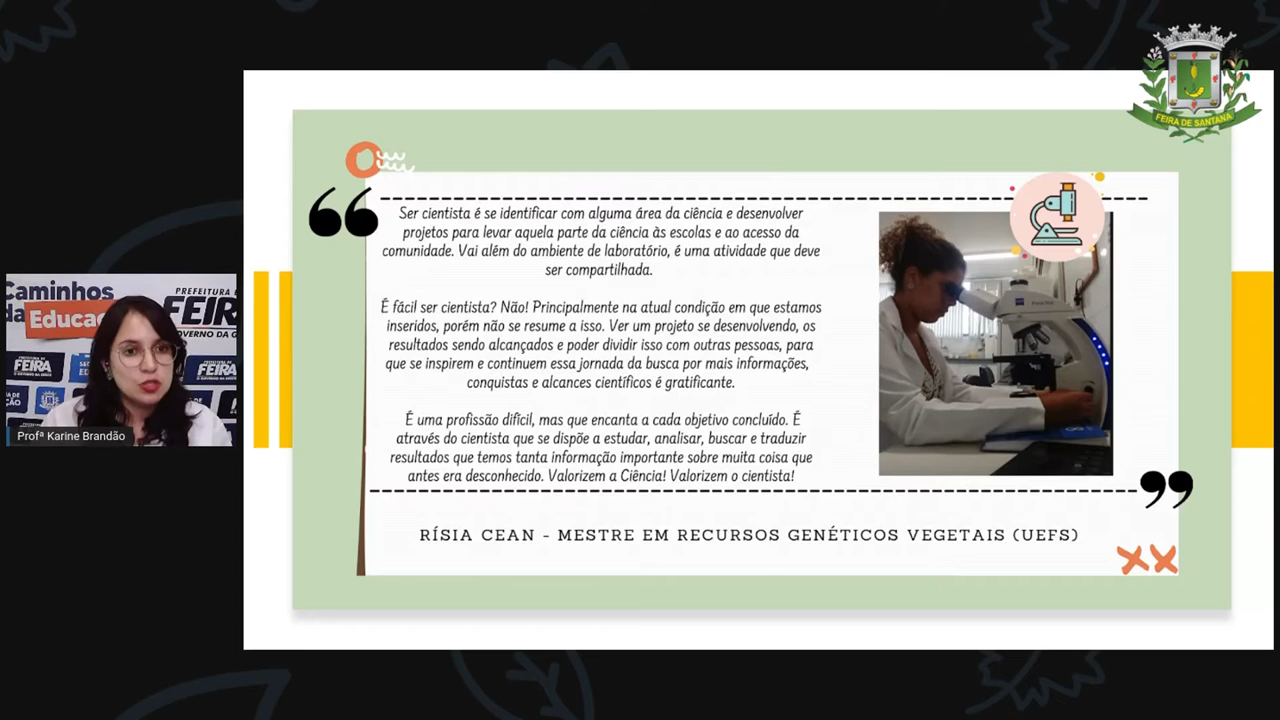 FEIRA DE SANTANA
Ser cientista é se identificar com alguma área da ciência e desenvolver
projetos para levar aquela parte da ciência às escolas e ao acesso da
comunidade. Vai além do ambiente de laboratório, é uma atividade que deve
ser compartilhada.
É fácil ser cientista? Não! Principalmente na atual condição em que estamos
inseridos, porém não se resume a isso. Ver um projeto se desenvolvendo, os
resultados sendo alcançados e poder dividir isso com outras pessoas, para
que se inspirem e continuem essa jornada da busca por mais informações,
conquistas e alcances científicos é gratificante.
É uma profissão difícil, mas que encanta a cada objetivo concluído. É
através do cientista que se dispõe a estudar, analisar, buscar e traduzir
resultados que temos tanta informação importante sobre muita coisa que
antes era desconhecido. Valorizem a Ciência! Valorizem o cientista!
RÍSIA CEAN - MESTRE EM RECURSOS GENÉTICOS VEGETAIS (UEFS)
ZEISS
Caminhos
da Educaç
PREFEITURA D
FEIR
OVERNO DA G
FEIRA
FEIRA
Profª Karine Brandão